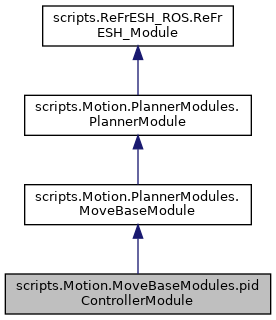 scripts.ReFrESH_ROS.ReFr
ESH_Module
scripts.Motion.PlannerModules.
PlannerModule
scripts.Motion.PlannerModules.
MoveBaseModule
scripts.Motion.MoveBaseModules.pid
ControllerModule